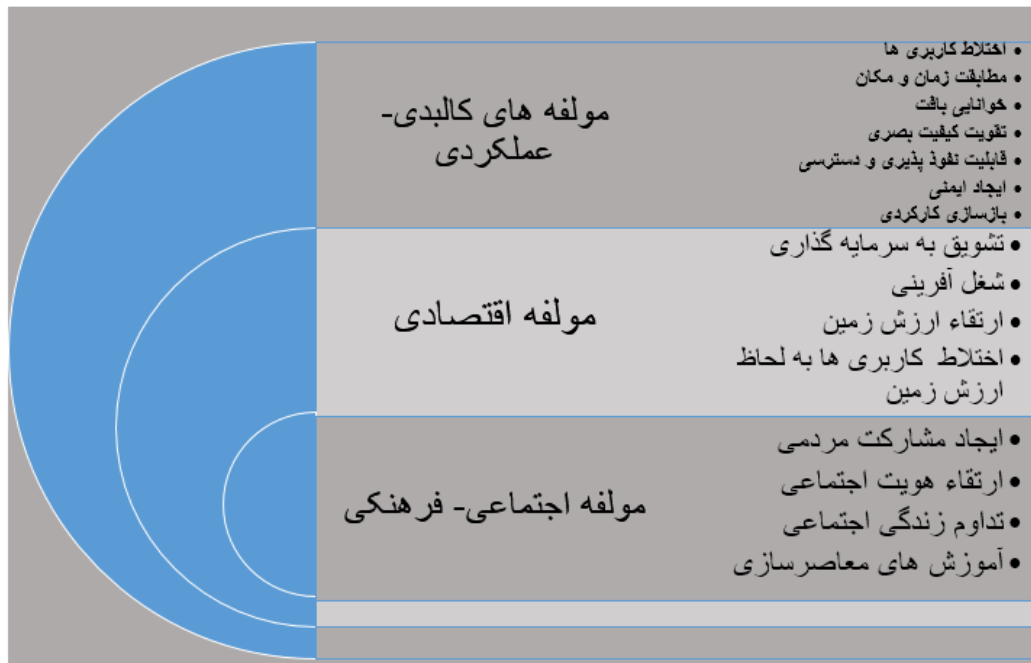 مولفه های کالبدی-
عملکردی
• اختلاط کاربری ها
• مطابقت زمان و مکان
• خوانایی بافت
• تقویت کیفیت بصری
• قابلیت نفوذ پذیری و دسترسی
• ایجاد ایمنی
• بازسازی کارکردی
مولفه اقتصادی
• تشویق به سرمایه گذاری
• شغل آفرینی
• ارتقاء ارزش زمین
• اختلاط کاربری ها به لحاظ
ارزش زمین
مولفه اجتماعی- فرهنکی
• ایجاد مشارکت مردمی
• ارتقاء هویت اجتماعی
• تداوم زندگی اجتماعی
• آموزش های معاصرسازی